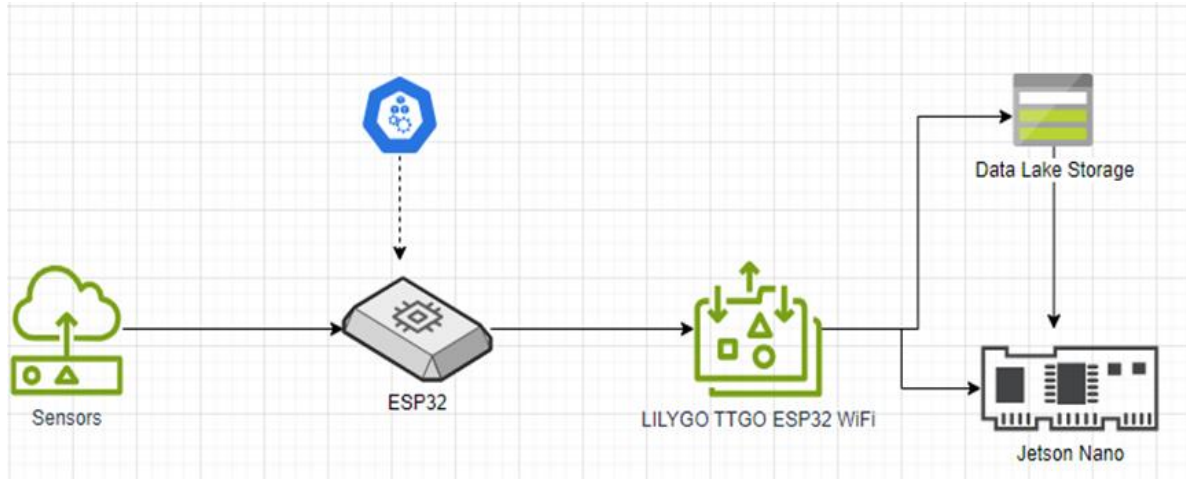 Data Lake Storage
Sensors
ESP32
LILYGO TTGO ESP32 WiFi
Jetson Nano